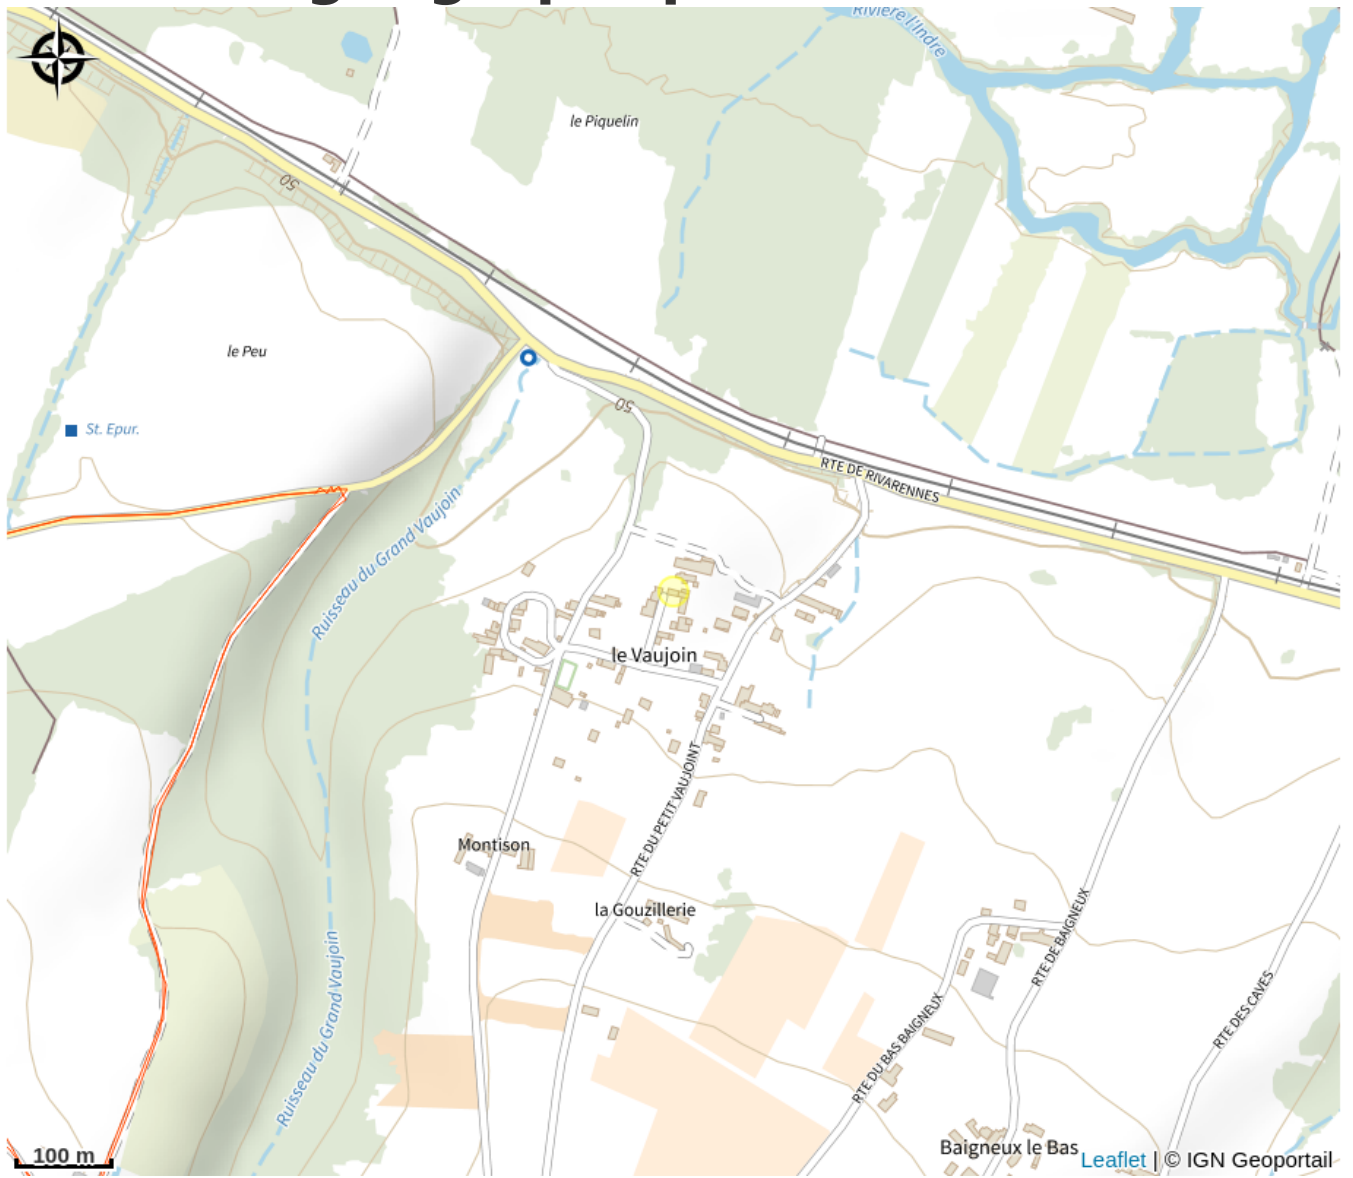 Rivière l'Indre
le Piquelin
50
le Peu
50
St. Epur.
RTE DE RIVARENNES
Ruisseau du Grand Vaujoin
le Vaujoin
RTE DU PETIT VAUJOINT
Montison
la Gouzillerie
RTE DE BAIGNEUX
Ruisseau du Grand Vaujoin
RTE DU BAS BAIGNEUX
RTE DES CAVES
Baigneux le Bas
100 m
Leaflet | © IGN Geoportail